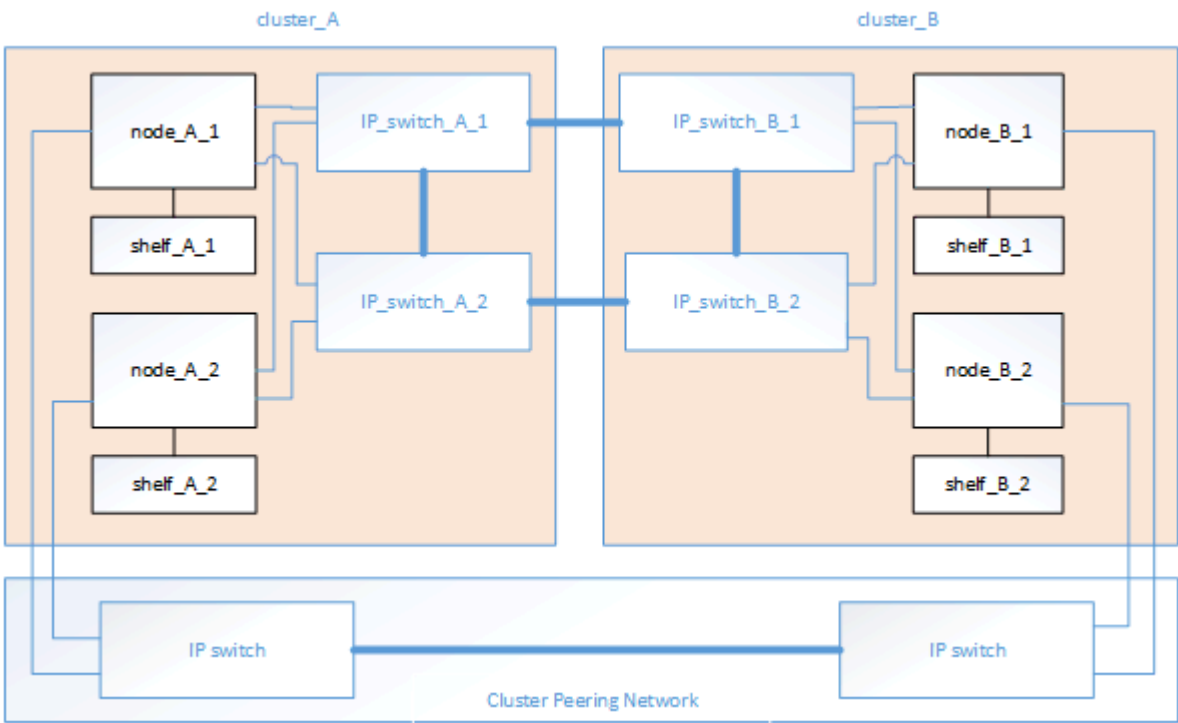 cluster_A
cluster_B
node_A_1
IP_switch_A_1
IP_switch_B_1
node_B_1
shelf_A_1
shelf_B_1
IP_switch_A_2
IP_switch_B_2
node_A_2
node_B_2
shelf_A_2
shelf_B_2
IP switch
IP switch
Cluster Peering Network